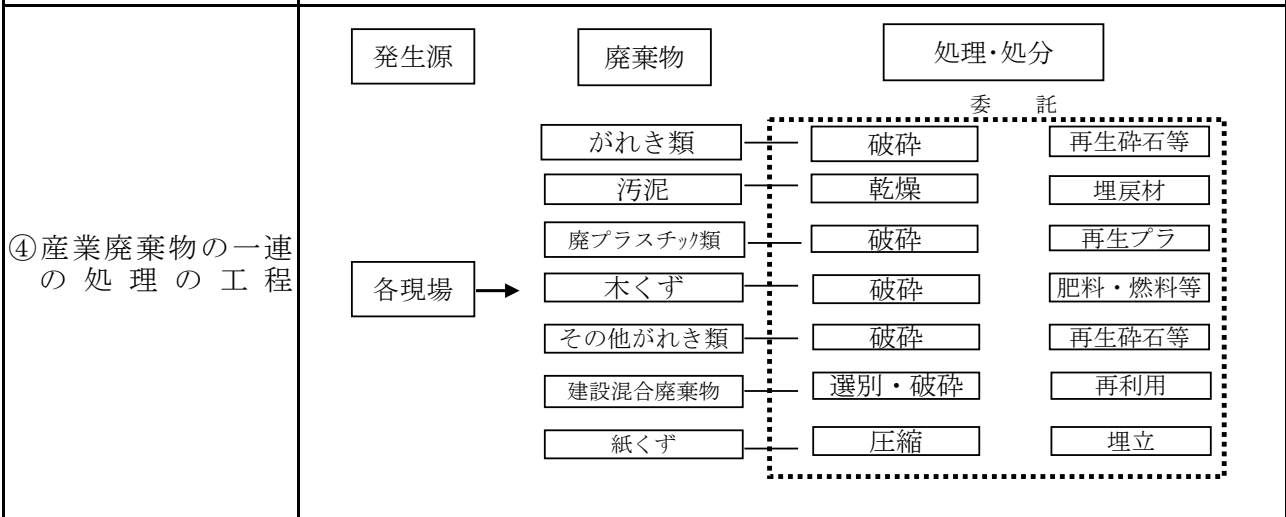 ④産業廃棄物の一連
の処理の工程
発生源
廃棄物
処理・処分
委託
がれき類
破砕
再生砕石等
汚泥
乾燥
埋戻材
廃プラスチック類
破砕
再生プラ
各現場
木くず
破砕
肥料・燃料等
その他がれき類
破砕
再生砕石等
建設混合廃棄物
選別・破砕
再利用
紙くず
圧縮
埋立